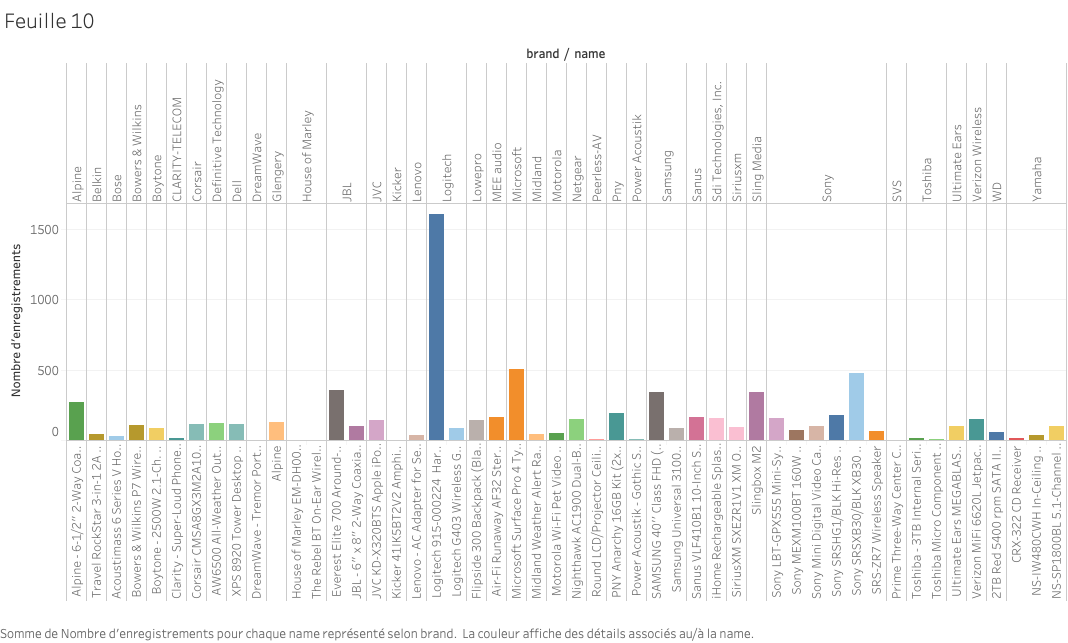 Feuille 10
brand / name
Alpine
Belkin
Bose
Bowers & Wilkins
Boytone
CLARITY-TELECOM
Corsair
Definitive Technology
Dell
DreamWave
Glengery
House of Marley
JBL
JVC
Kicker
Lenovo
Logitech
Lowepro
MEE audio
Microsoft
Midland
Motorola
Netgear
Peerless-AV
Pny
Power Acoustik
Samsung
Sanus
Sdi Technologies, Inc.
Siriusxm
Sling Media
Sony
SVS
Toshiba
Ultimate Ears
Verizon Wireless
WD
Yamaha
Nombre d'enregistrements
1500
1000
500
0
Alpine - 6-1/2" 2-Way Coa..
Travel RockStar 3-in-1 2A ..
Acoustimass 6 Series V Ho..
Bowers & Wilkins P7 Wire..
Boytone - 2500W 2.1-Ch. ..
Clarity - Super-Loud Phone..
Corsair CMSA8GX3M2A10..
AW6500 All-Weather Out..
XPS 8920 Tower Desktop ..
DreamWave - Tremor Port..
Alpine
House of Marley EM-DH00..
The Rebel BT On-Ear Wirel..
Everest Elite 700 Around-..
JBL - 6" x 8" 2-Way Coaxia..
JVC KD-X320BTS Apple iPo..
Kicker 41IK5BT2V2 Amphi..
Lenovo - AC Adapter for Se..
Logitech 915-000224 Har..
Logitech G403 Wireless G..
Flipside 300 Backpack (Bla..
Air-Fi Runaway AF32 Ster..
Microsoft Surface Pro 4 Ty..
Midland Weather Alert Ra..
Motorola Wi-Fi Pet Video ..
Nighthawk AC1900 Dual-B..
Round LCD/Projector Ceili..
PNY Anarchy 16GB Kit (2x..
Power Acoustik - Gothic S..
SAMSUNG 40" Class FHD (..
Samsung Universal 3100 ..
Sanus VLF410B1 10-Inch S..
iHome Rechargeable Splas..
SiriusXM SXEZR1V1 XM O..
Slingbox M2
Sony LBT-GPX555 Mini-Sy..
Sony MEXM100BT 160W ..
Sony Mini Digital Video Ca..
Sony SRSHG1/BLK Hi-Res ..
Sony SRSXB30/BLK XB30 ..
SRS-ZR7 Wireless Speaker
Prime Three-Way Center C..
Toshiba - 3TB Internal Seri..
Toshiba Micro Component ..
Ultimate Ears MEGABLAS..
Verizon MiFi 6620L Jetpac..
2TB Red 5400 rpm SATA II..
CRX-322 CD Receiver
NS-IW480CWH In-Ceiling ..
NS-SP1800BL 5.1-Channel ..
Somme de Nombre d'enregistrements pour chaque name représenté selon brand. La couleur affiche des détails associés au/à la name.